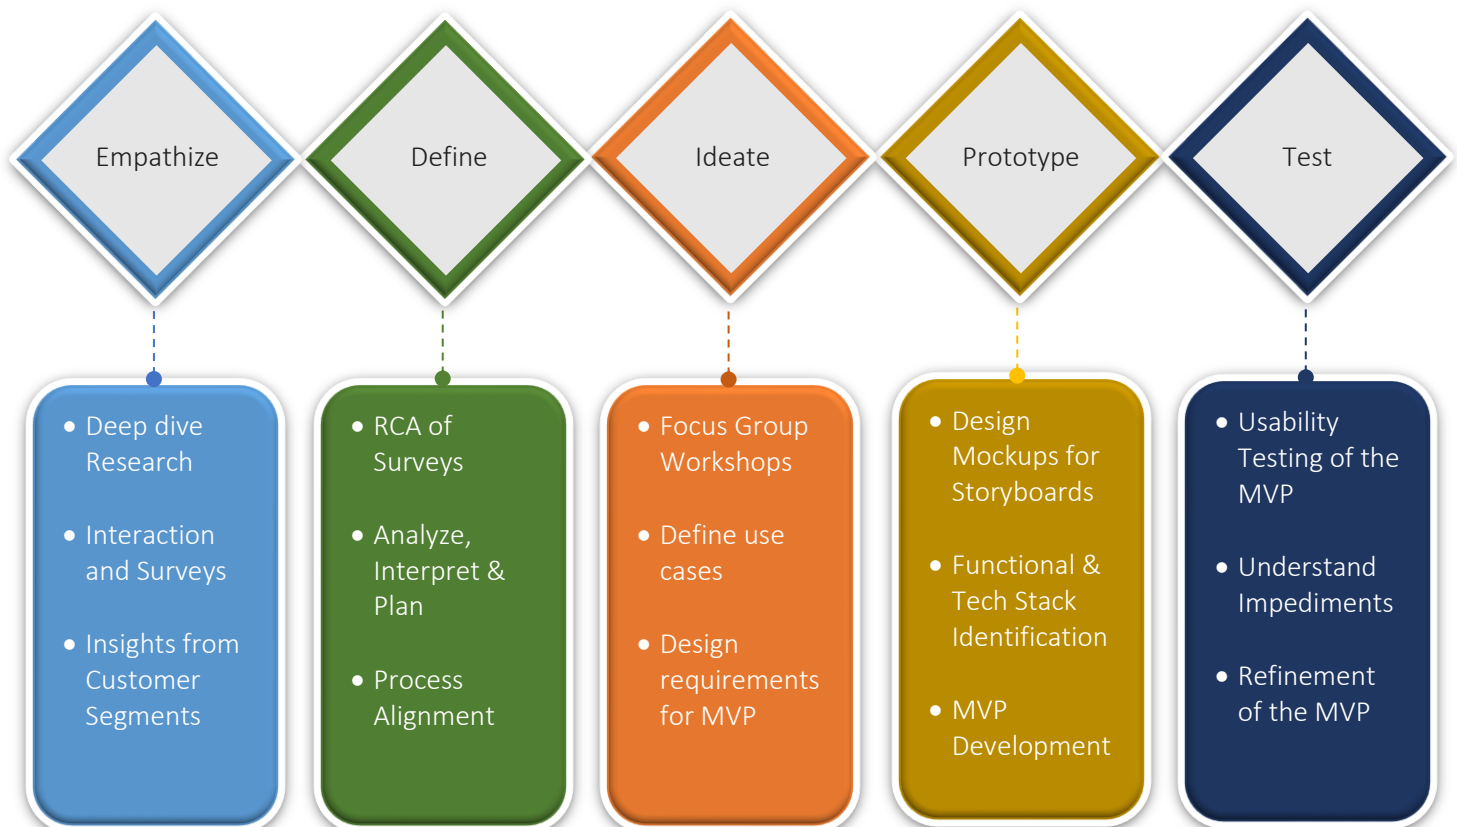 Empathize
Define
Ideate
Prototype
Test
• Deep dive
Research
• Interaction
and Surveys
• Insights from
Customer
Segments
• RCA of
Surveys
• Analyze,
Interpret &
Plan
• Process
Alignment
• Focus Group
Workshops
• Define use
cases
• Design
requirements
for MVP
• Design
Mockups for
Storyboards
• Functional &
Tech Stack
Identification
• MVP
Development
• Usability
Testing of the
MVP
• Understand
Impediments
• Refinement
of the MVP